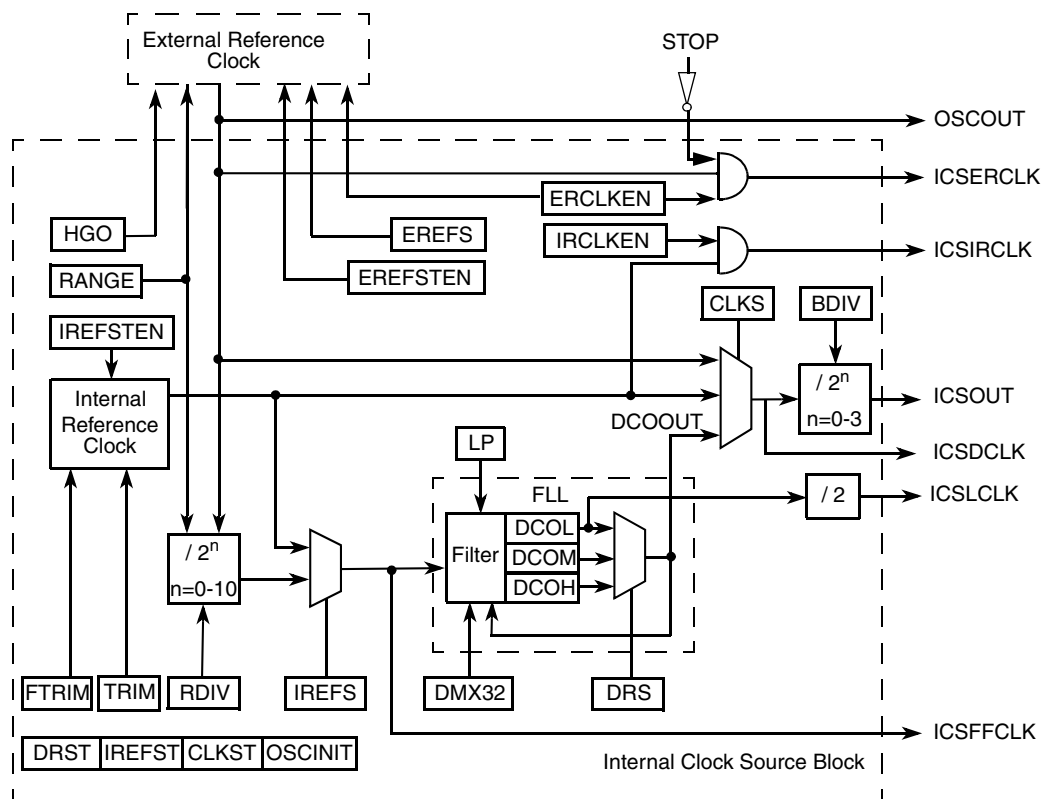 External Reference
Clock
STOP
OSCOUT
ICSERCLK
ERCLKEN
HGO
EREFS
IRCLKEN
ICSIRCLK
RANGE
EREFSTEN
CLKS
BDIV
IREFSTEN
Internal
Reference
Clock
/ 2n
n=0-3
ICSOUT
DCOOUT
LP
ICSDCLK
FLL
/ 2
ICSLCLK
DCOL
/ 2n
n=0-10
Filter
DCOM
DCOH
FTRIM
TRIM
RDIV
IREFS
DMX32
DRS
ICSFFCLK
DRST IREFST CLKST OSCINIT
Internal Clock Source Block